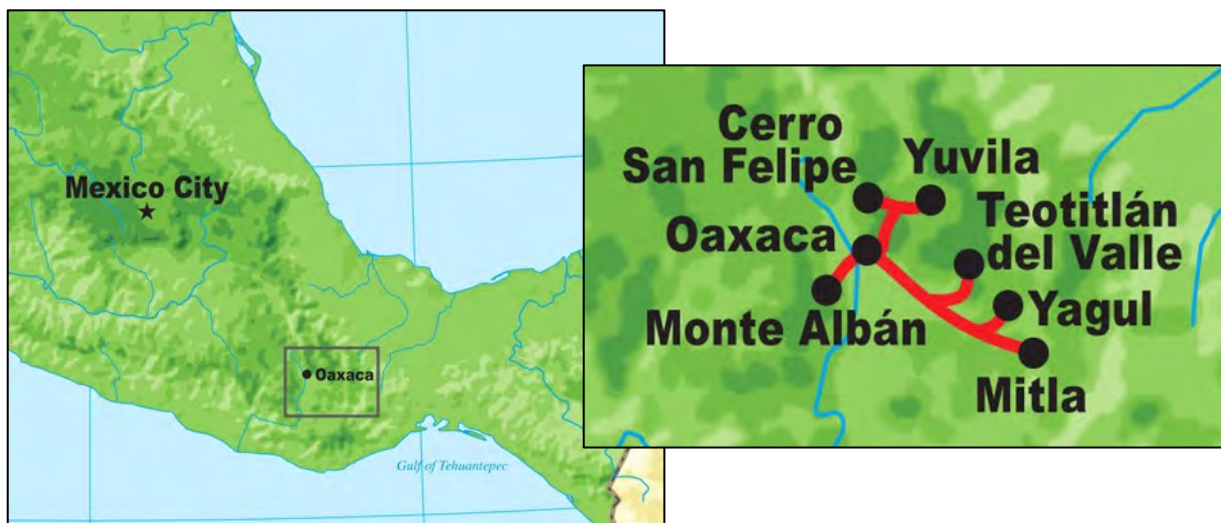 Mexico City
Oaxaca
Gulf of Tehuantepec
Cerro
San Felipe
Yuvila
Oaxaca
Teotitlán
del Valle
Monte Albán
Yagul
Mitla